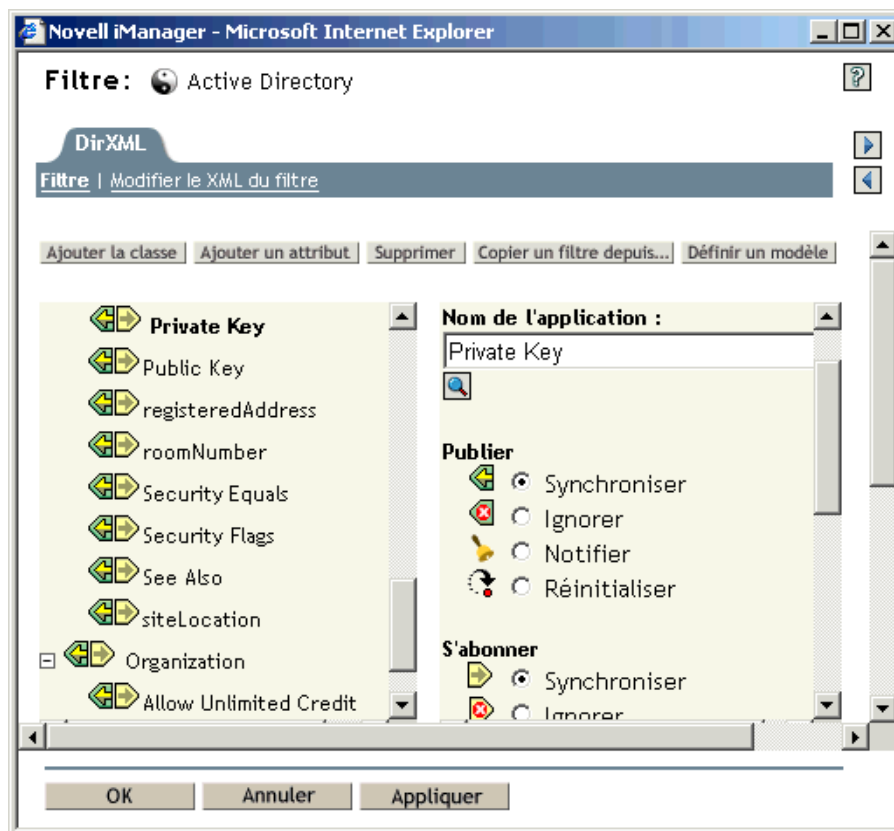 Novell iManager - Microsoft Internet Explorer
Filtre: Active Directory
DirXML
Filtre | Modifier le XML du filtre
Ajouter la classe Ajouter un attribut Supprimer Copier un filtre depuis... Définir un modèle
Private Key
Public Key
registeredAddress
roomNumber
Security Equals
Security Flags
See Also
siteLocation
Organization
Allow Unlimited Credit
Nom de l'application :
Private Key
Publier
Synchroniser
Ignorer
Notifier
Réinitialiser
S'abonner
Synchroniser
Ignorer
OK Annuler Appliquer